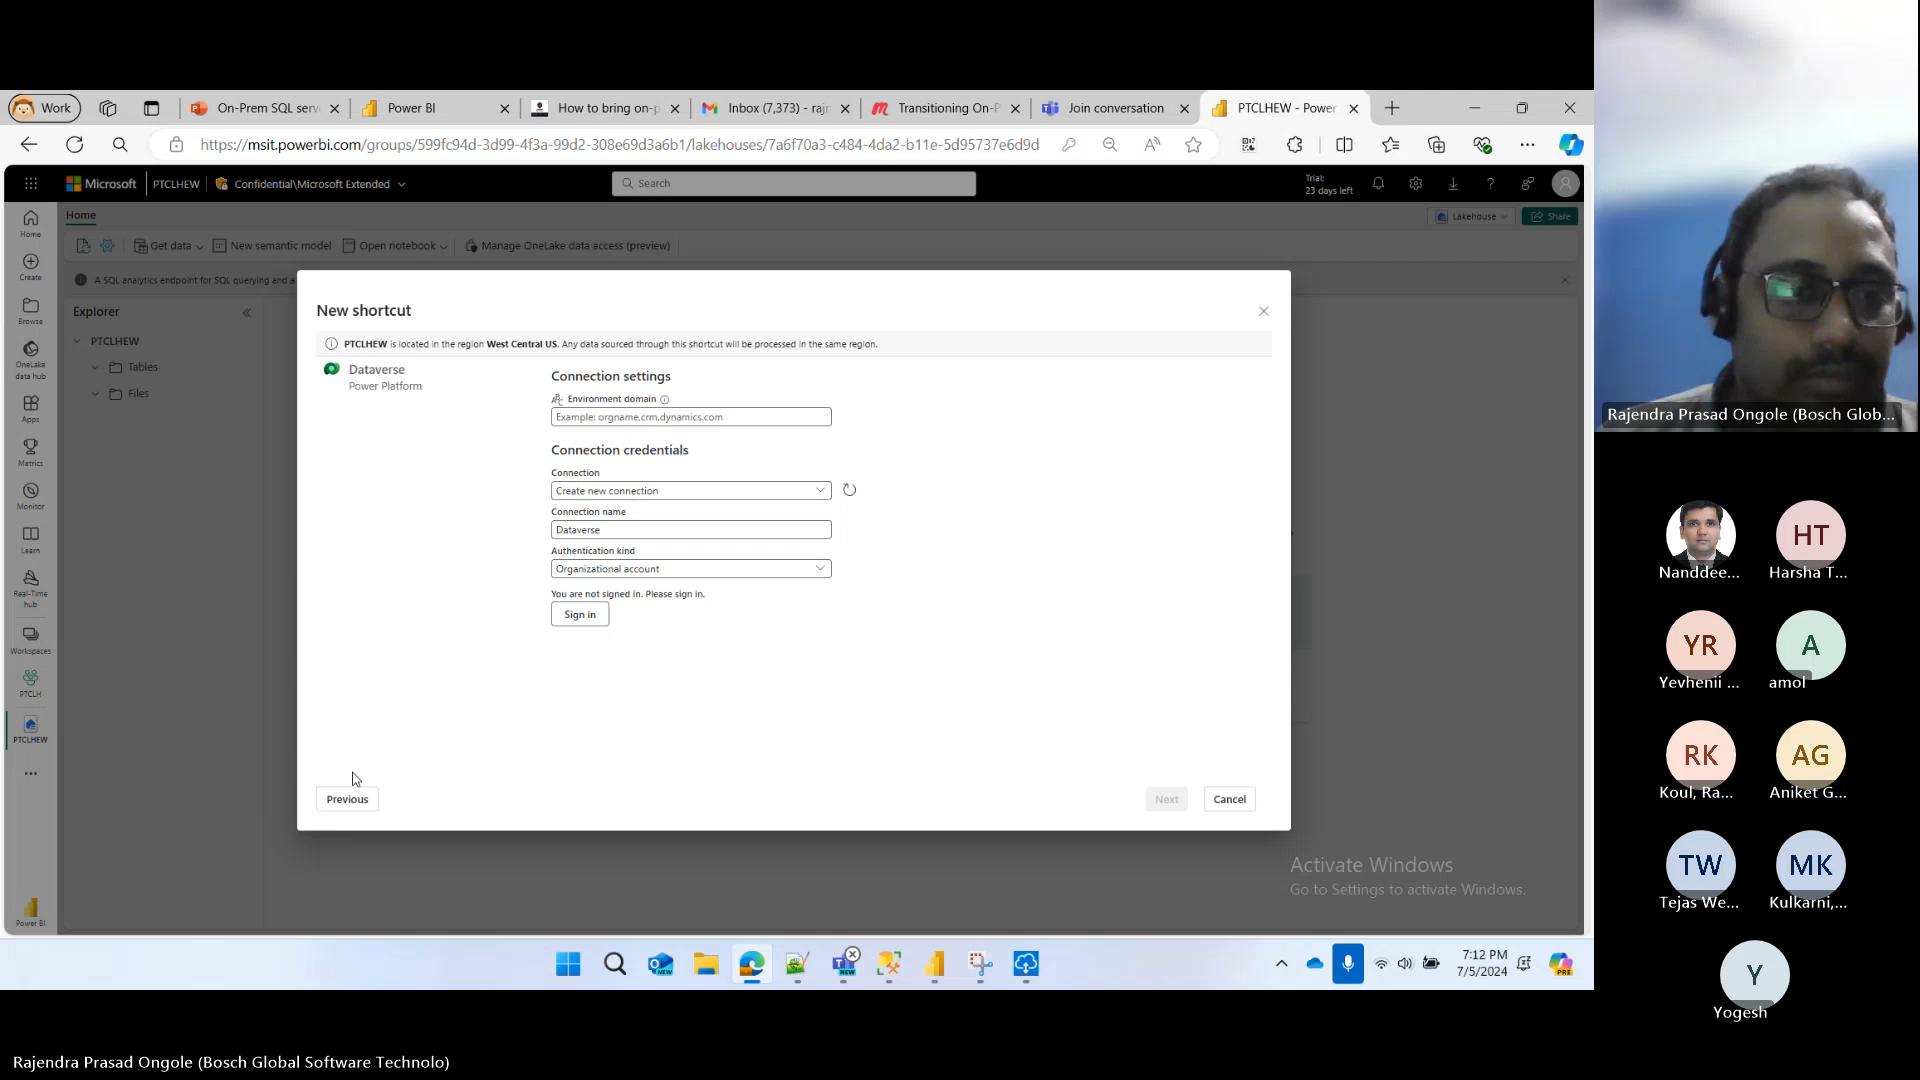 Work
On-Prem SQL serv
Power BI
How to bring on-p
Inbox (7,373) - rajn
Transitioning On-P
Join conversation
PTCLHEW - Power
https://msit.powerbi.com/groups/599fc94d-3d99-4f3a-99d2-308e69d3a6b1/lakehouses/7a6f70a3-c484-4da2-b11e-5d95737e6d9d
Microsoft
PTCLHEW
Confidential\Microsoft Extended
Search
Trial:
23 days left
Home
Lakehouse
Share
Get data
New semantic model
Open notebook
Manage OneLake data access (preview)
A SQL analytics endpoint for SQL querying and a
Home
Create
Browse
OneLake
data hub
Apps
Metrics
Monitor
Learn
Real-Time
hub
Workspaces
PTCLH
PTCLHEW
Power BI
Explorer
PTCLHEW
Tables
Files
New shortcut
PTCLHEW is located in the region West Central US. Any data sourced through this shortcut will be processed in the same region.
Dataverse
Power Platform
Connection settings
Environment domain
Example: orgname.crm.dynamics.com
Connection credentials
Connection
Create new connection
Connection name
Dataverse
Authentication kind
Organizational account
You are not signed in. Please sign in.
Sign in
Previous
Next
Cancel
Activate Windows
Go to Settings to activate Windows.
NEW
NEW
7:12 PM
7/5/2024
PRE
Rajendra Prasad Ongole (Bosch Glob...
Nanddee...
HT
Harsha T...
YR
Yevhenii ...
A
amol
RK
Koul, Ra...
AG
Aniket G...
TW
Tejas We...
MK
Kulkarni,...
Y
Yogesh
Rajendra Prasad Ongole (Bosch Global Software Technolo)